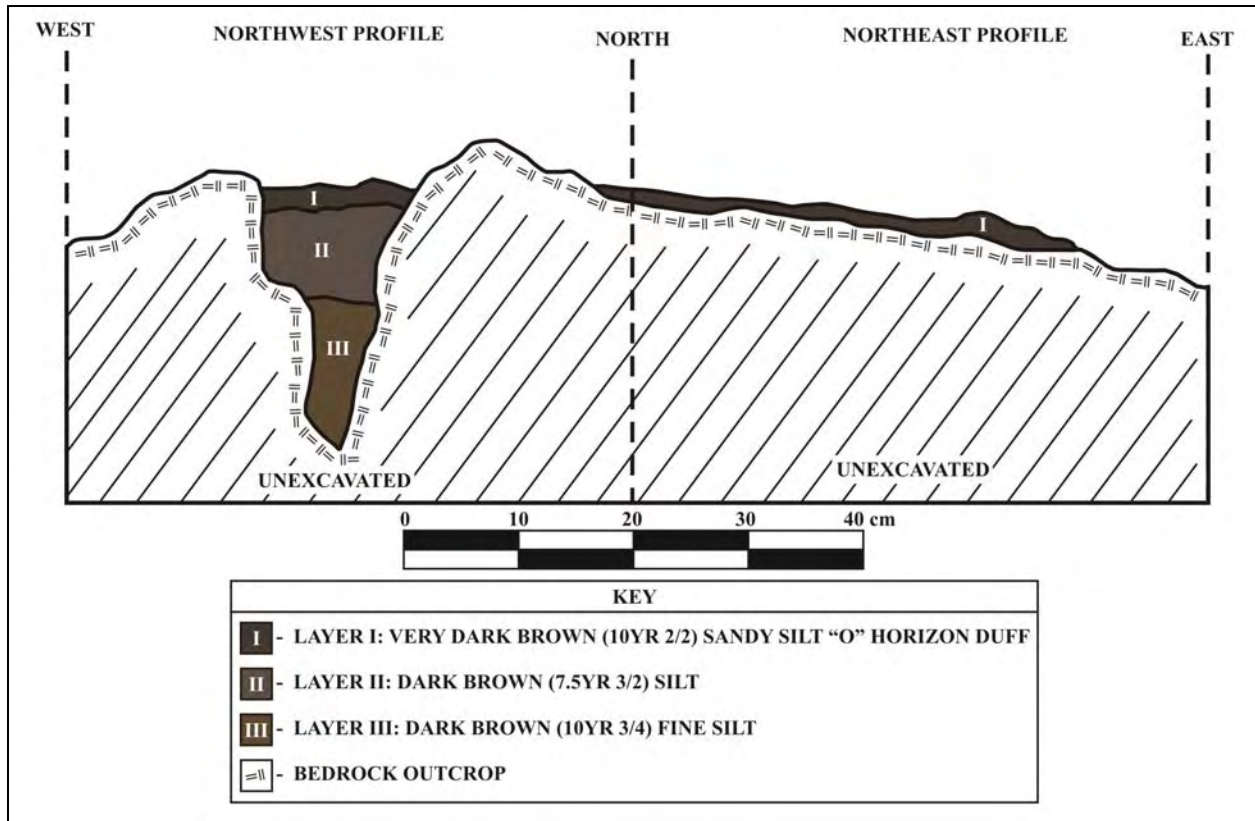 WEST NORTHWEST PROFILE NORTH NORTHEAST PROFILE EAST
I
I
II
III
UNEXCAVATED UNEXCAVATED
0 10 20 30 40 cm
KEY
I - LAYER I: VERY DARK BROWN (10YR 2/2) SANDY SILT “O” HORIZON DUFF
II - LAYER II: DARK BROWN (7.5YR 3/2) SILT
III - LAYER III: DARK BROWN (10YR 3/4) FINE SILT
- BEDROCK OUTCROP